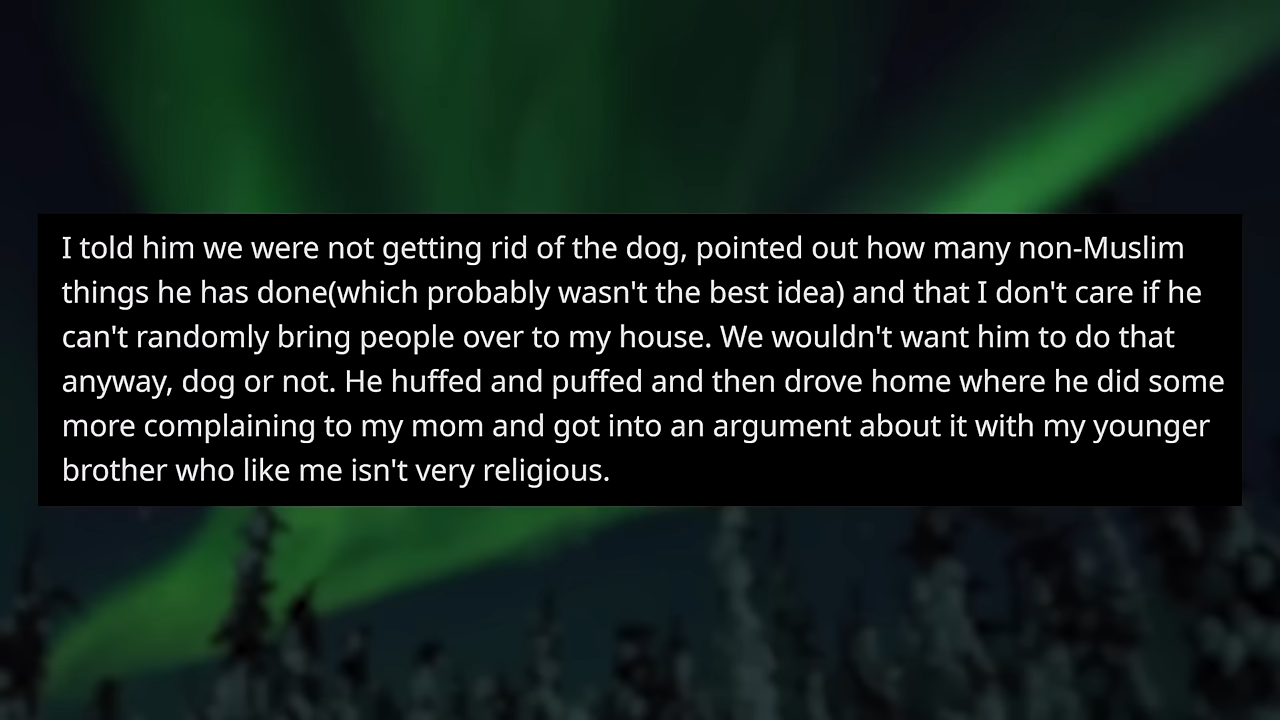 I told him we were not getting rid of the dog, pointed out how many non-Muslim
things he has done(which probably wasn't the best idea) and that I don't care if he
can't randomly bring people over to my house. We wouldn't want him to do that
anyway, dog or not. He huffed and puffed and then drove home where he did some
more complaining to my mom and got into an argument about it with my younger
brother who like me isn't very religious.